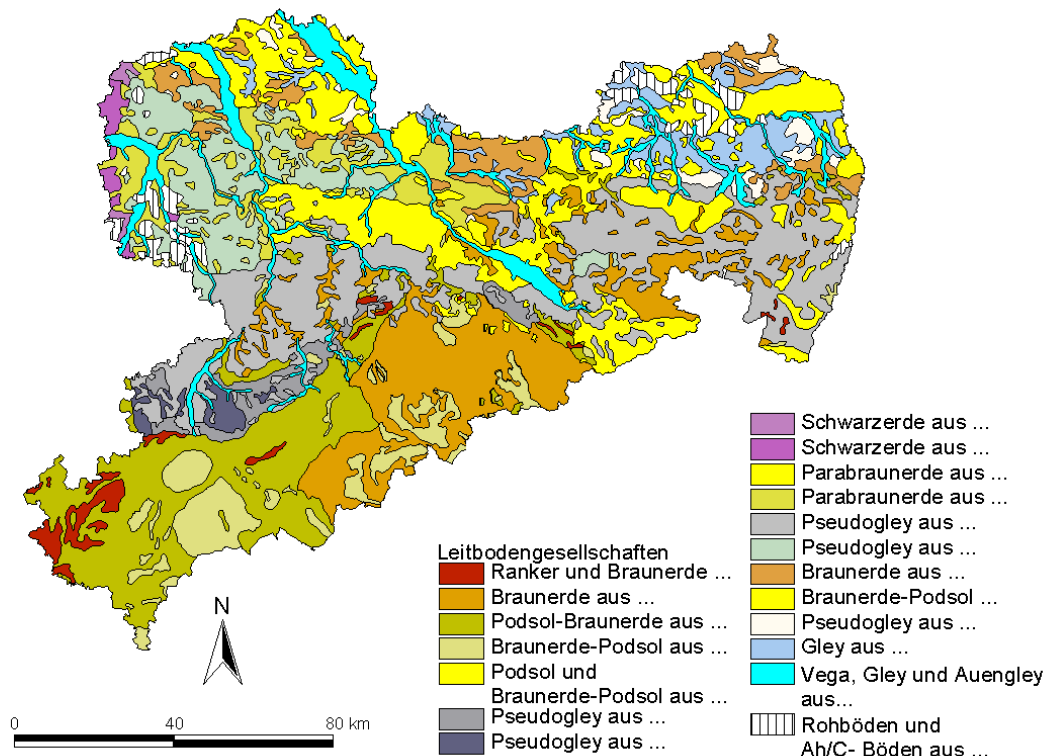 N
0 40 80 km
Leitbodengesellschaften
Ranker und Braunerde ...
Braunerde aus ...
Podsol-Braunerde aus ...
Braunerde-Podsol aus ...
Podsol und
Braunerde-Podsol aus ...
Pseudogley aus ...
Pseudogley aus ...
Schwarzerde aus ...
Schwarzerde aus ...
Parabraunerde aus ...
Parabraunerde aus ...
Pseudogley aus ...
Pseudogley aus ...
Braunerde aus ...
Braunerde-Podsol ...
Pseudogley aus ...
Gley aus ...
Vega, Gley und Auengley
aus...
Rohböden und
Ah/C- Böden aus ...